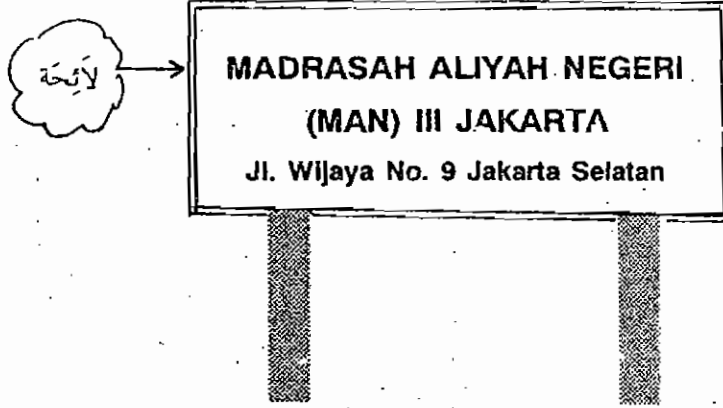 لافتة
MADRASAH ALIYAH NEGERI
(MAN) III JAKARTA
Jl. Wijaya No. 9 Jakarta Selatan